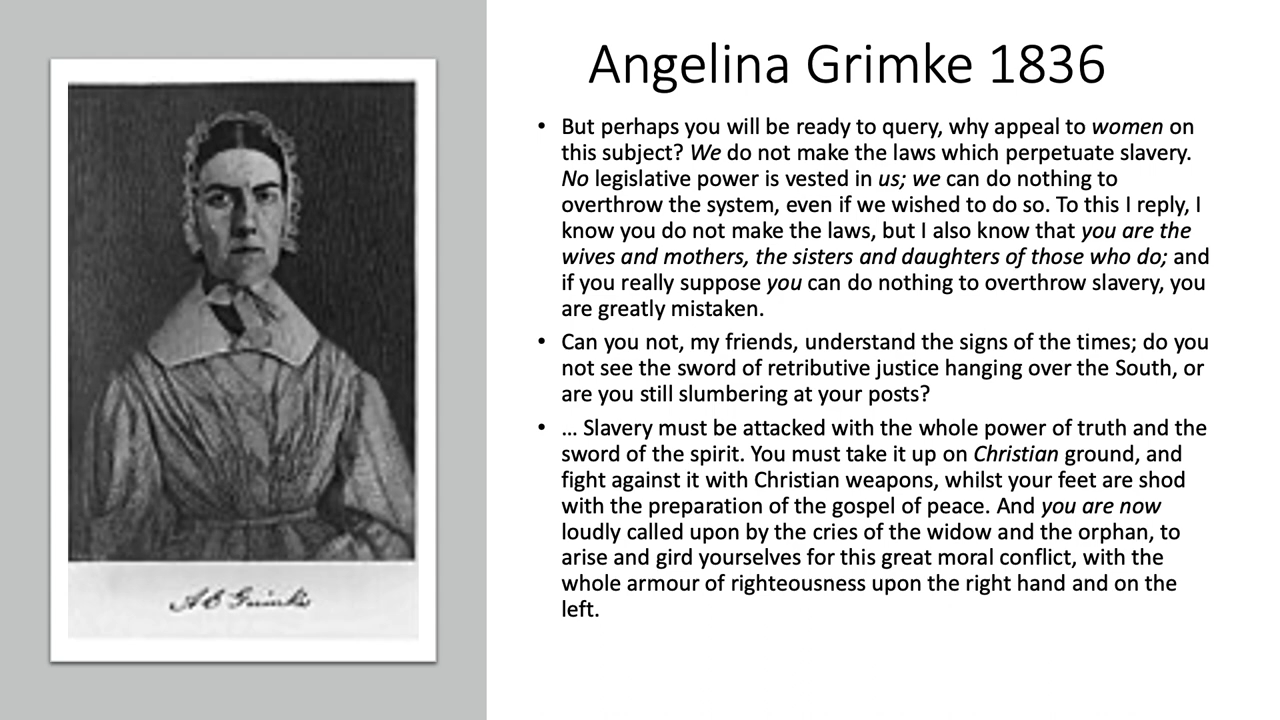 Angelina Grimke 1836
• But perhaps you will be ready to query, why appeal to women on
this subject? We do not make the laws which perpetuate slavery.
No legislative power is vested in us; we can do nothing to
overthrow the system, even if we wished to do so. To this I reply, I
know you do not make the laws, but I also know that you are the
wives and mothers, the sisters and daughters of those who do; and
if you really suppose you can do nothing to overthrow slavery, you
are greatly mistaken.
• Can you not, my friends, understand the signs of the times; do you
not see the sword of retributive justice hanging over the South, or
are you still slumbering at your posts?
• ... Slavery must be attacked with the whole power of truth and the
sword of the spirit. You must take it up on Christian ground, and
fight against it with Christian weapons, whilst your feet are shod
with the preparation of the gospel of peace. And you are now
loudly called upon by the cries of the widow and the orphan, to
arise and gird yourselves for this great moral conflict, with the
whole armour of righteousness upon the right hand and on the
left.
A E Grimké